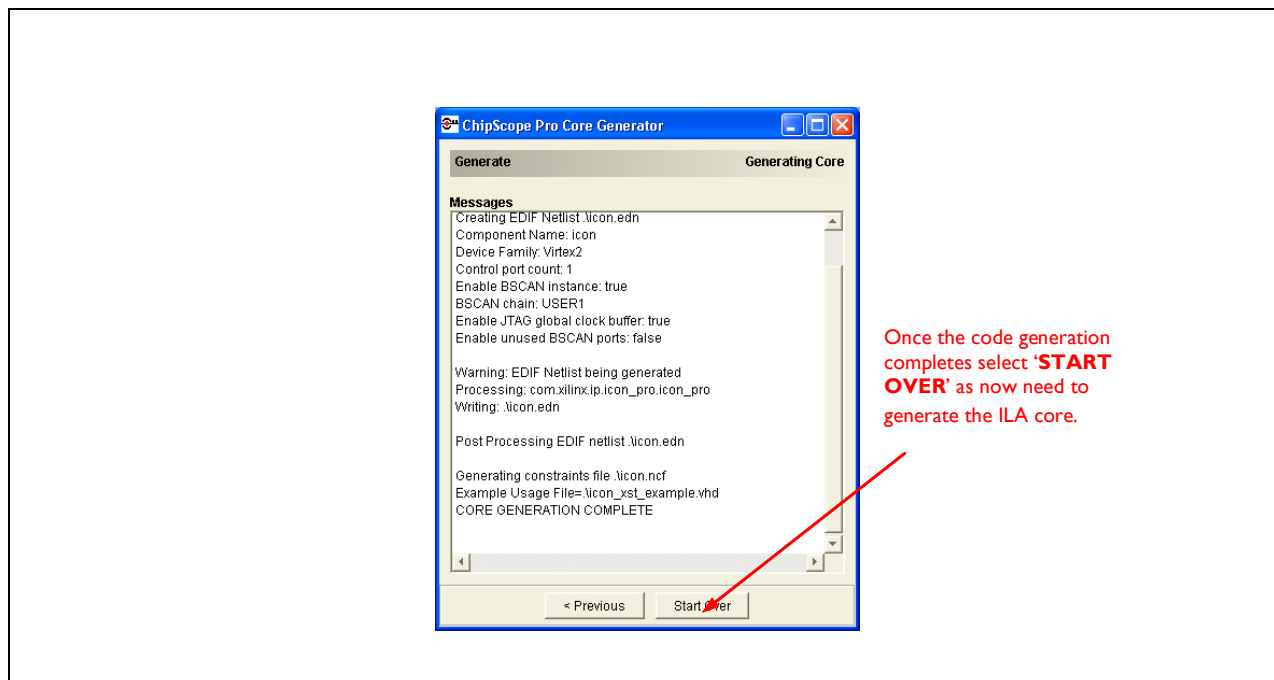 ChipScope Pro Core Generator
Generate Generating Core
Messages
Creating EDIF Netlist .\icon.edn
Component Name: icon
Device Family: Virtex2
Control port count: 1
Enable BSCAN instance: true
BSCAN chain: USER1
Enable JTAG global clock buffer: true
Enable unused BSCAN ports: false
Warning: EDIF Netlist being generated
Processing: com.xilinx.ip.icon_pro.icon_pro
Writing: .\icon.edn
Post Processing EDIF netlist .\icon.edn
Generating constraints file .\icon.ncf
Example Usage File=.\icon_xst_example.vhd
CORE GENERATION COMPLETE
< Previous Start Over
Once the code generation
completes select ‘START
OVER’ as now need to
generate the ILA core.